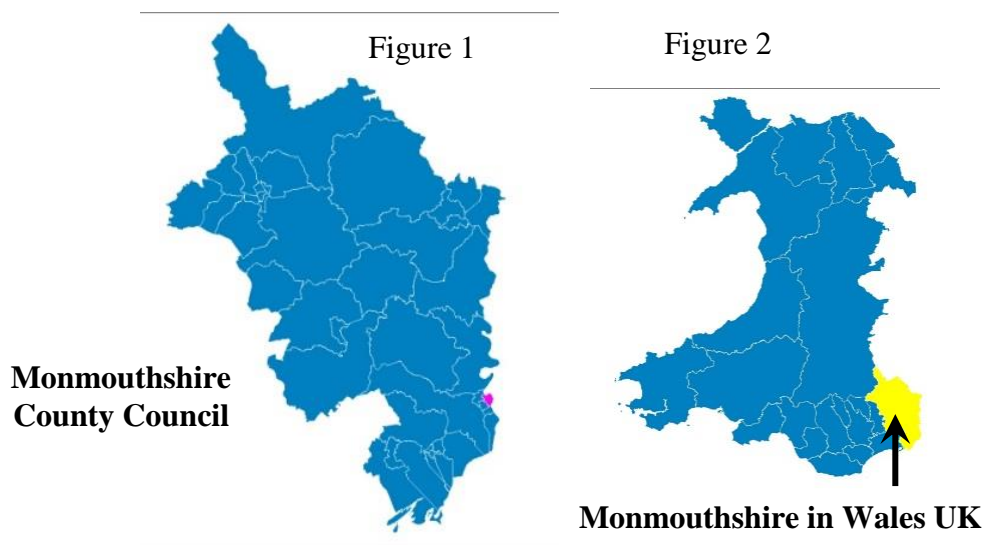 Figure 1
Figure 2
Monmouthshire
County Council
Monmouthshire in Wales UK